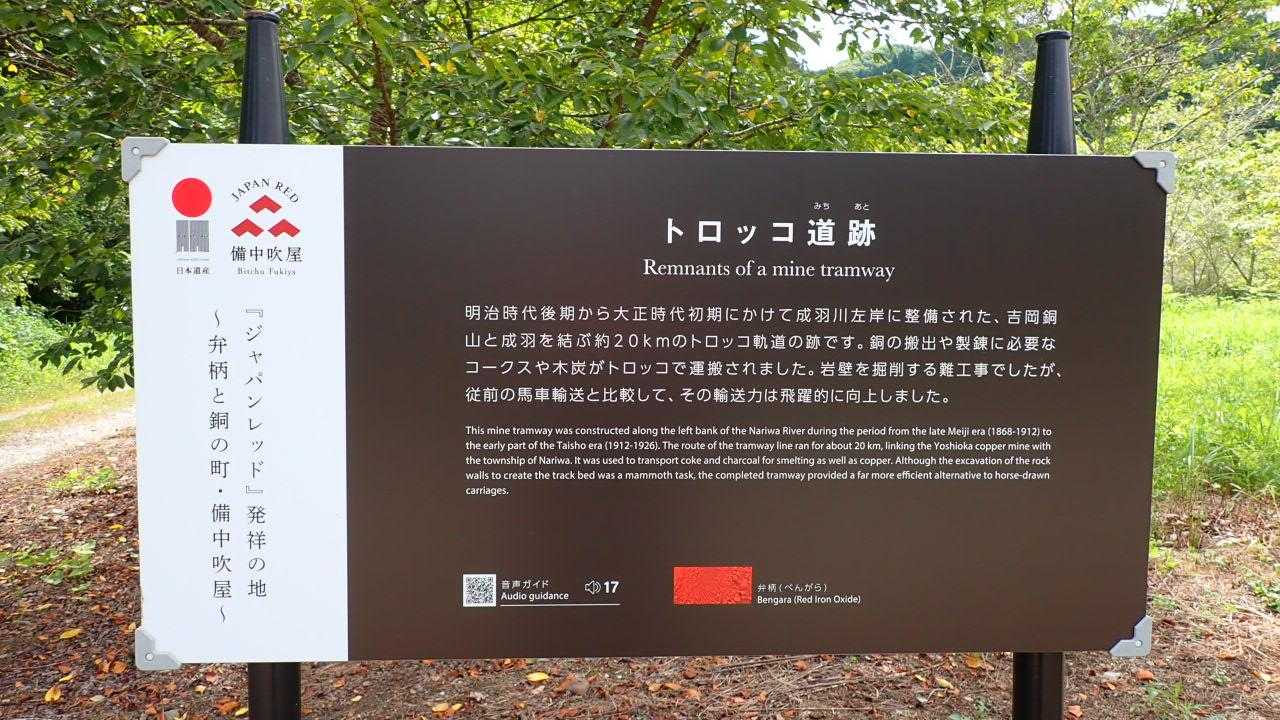 JAPAN RED
備中吹屋
Bitchu Fukiya
日本遺産
『ジャパンレッド』発祥の地
～弁柄と銅の町・備中吹屋～
みち あと
トロッコ道跡
Remnants of a mine tramway
明治時代後期から大正時代初期にかけて成羽川左岸に整備された、吉岡銅
山と成羽を結ぶ約20kmのトロッコ軌道の跡です。銅の搬出や製錬に必要な
コークスや木炭がトロッコで運搬されました。岩壁を掘削する難工事でしたが、
従前の馬車輸送と比較して、その輸送力は飛躍的に向上しました。
This mine tramway was constructed along the left bank of the Nariwa River during the period from the late Meiji era (1868-1912) to
the early part of the Taisho era (1912-1926). The route of the tramway line ran for about 20 km, linking the Yoshioka copper mine with
the township of Nariwa. It was used to transport coke and charcoal for smelting as well as copper. Although the excavation of the rock
walls to create the track bed was a mammoth task, the completed tramway provided a far more efficient alternative to horse-drawn
carriages.
音声ガイド
Audio guidance
17
弁柄(べんがら)
Bengara (Red Iron Oxide)